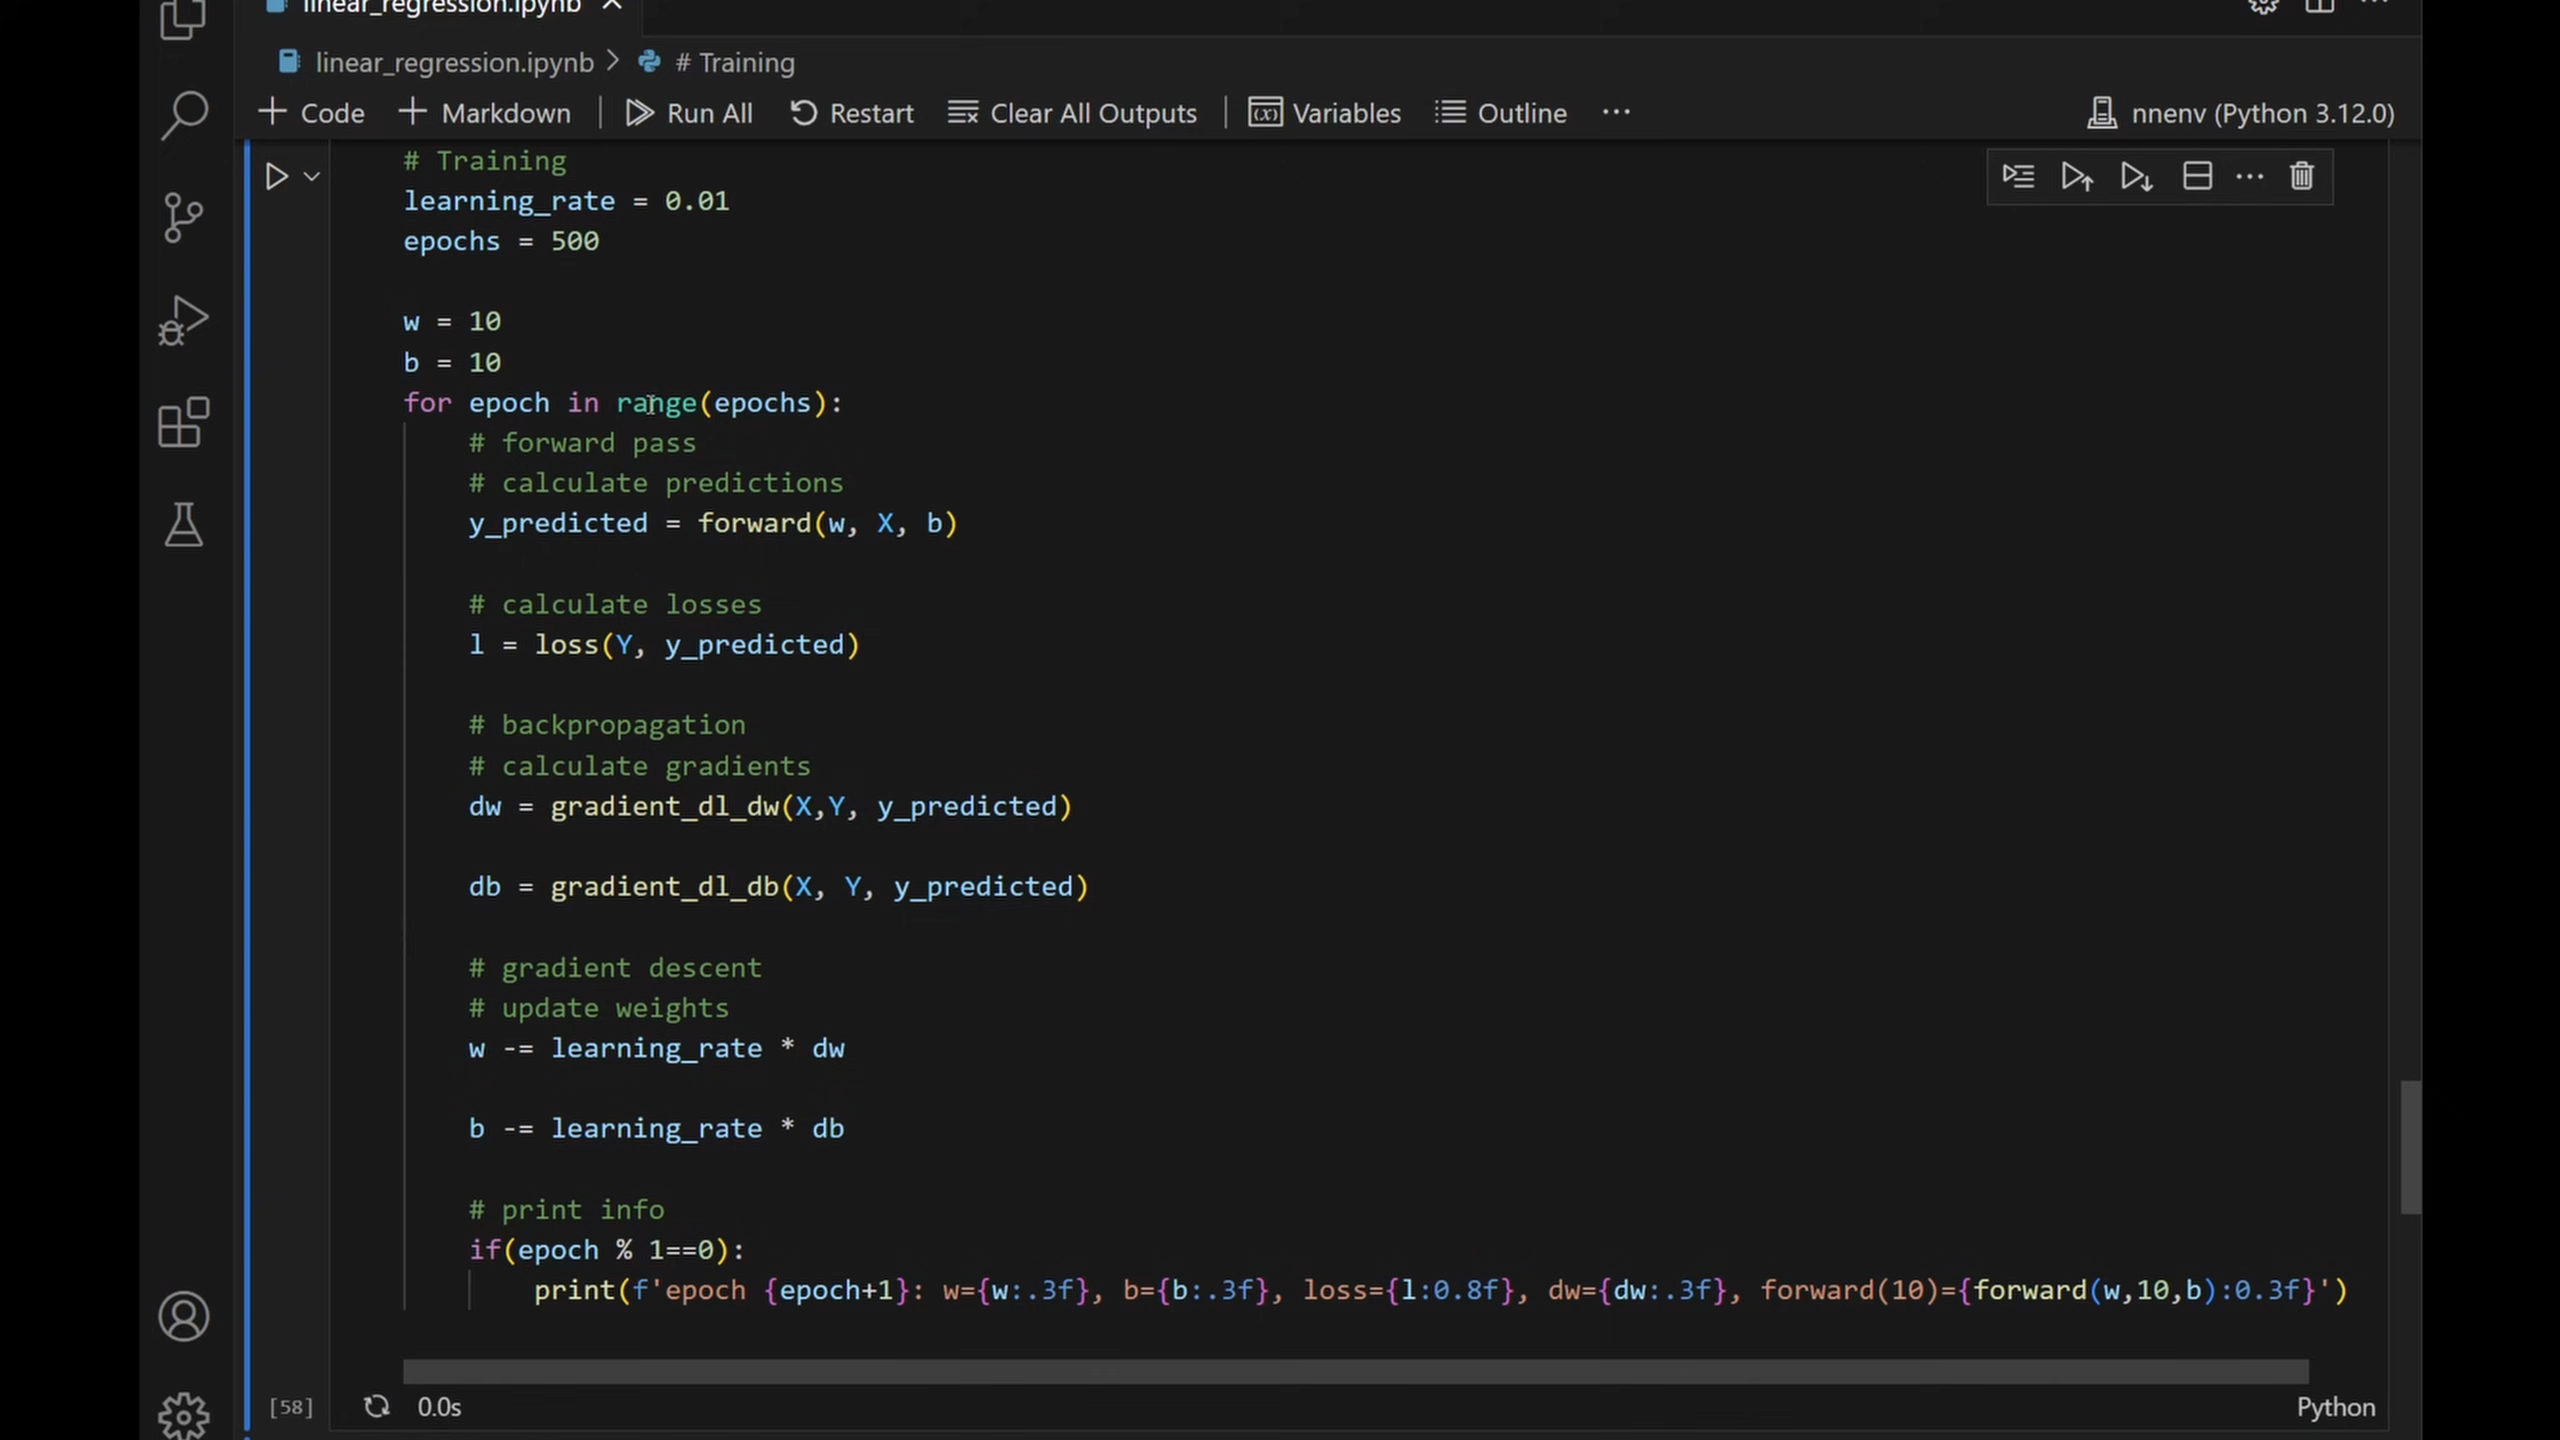 linear_regression.ipynb
linear_regression.ipynb > # Training
Code Markdown Run All Restart Clear All Outputs Variables Outline ... nnenv (Python 3.12.0)
# Training
learning_rate = 0.01
epochs = 500
w = 10
b = 10
for epoch in range(epochs):
# forward pass
# calculate predictions
y_predicted = forward(w, X, b)
# calculate losses
l = loss(Y, y_predicted)
# backpropagation
# calculate gradients
dw = gradient_dl_dw(X,Y, y_predicted)
db = gradient_dl_db(X, Y, y_predicted)
# gradient descent
# update weights
w -= learning_rate * dw
b -= learning_rate * db
# print info
if(epoch % 1==0):
print(f'epoch {epoch+1}: w={w:.3f}, b={b:.3f}, loss={l:0.8f}, dw={dw:.3f}, forward(10)={forward(w,10,b):0.3f}')
[58] 0.0s Python